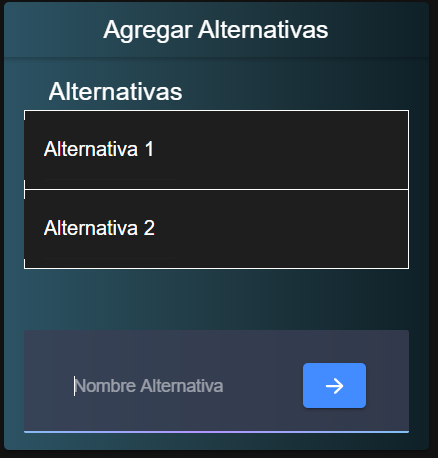 Agregar Alternativas
Alternativas
Alternativa 1
Alternativa 2
Nombre Alternativa